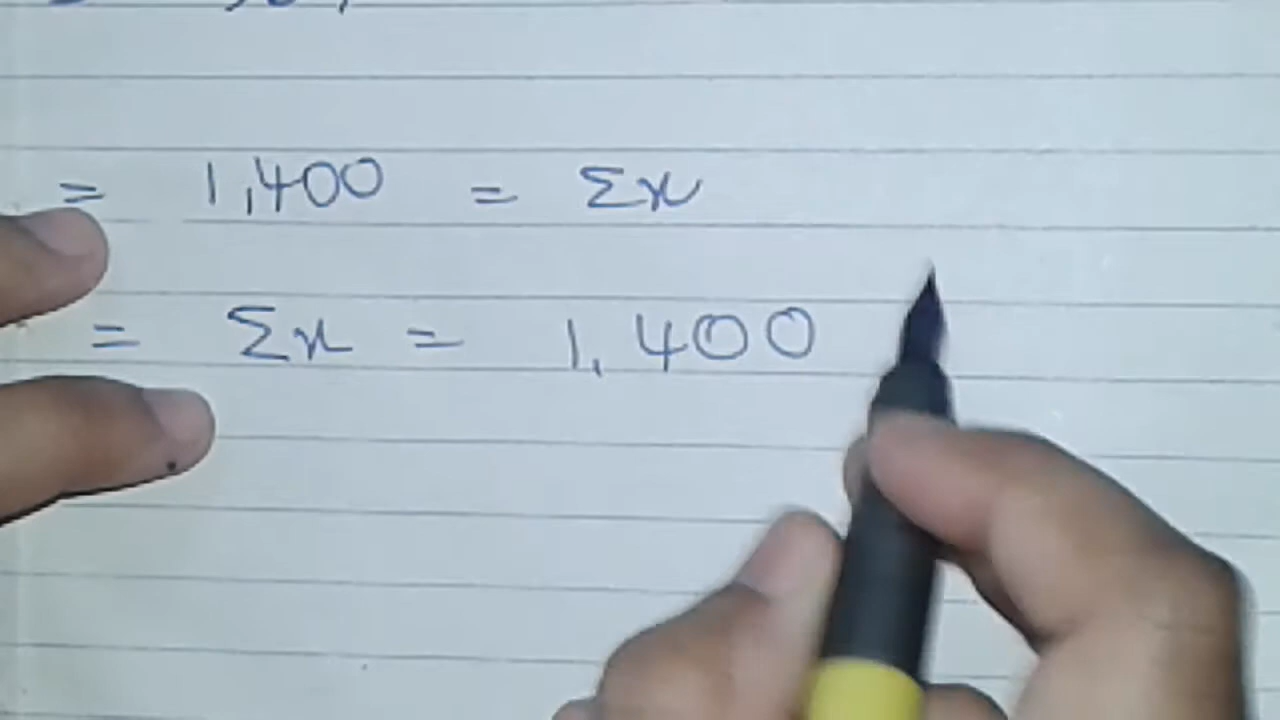 = 1,400 = Σx
= Σx = 1,400